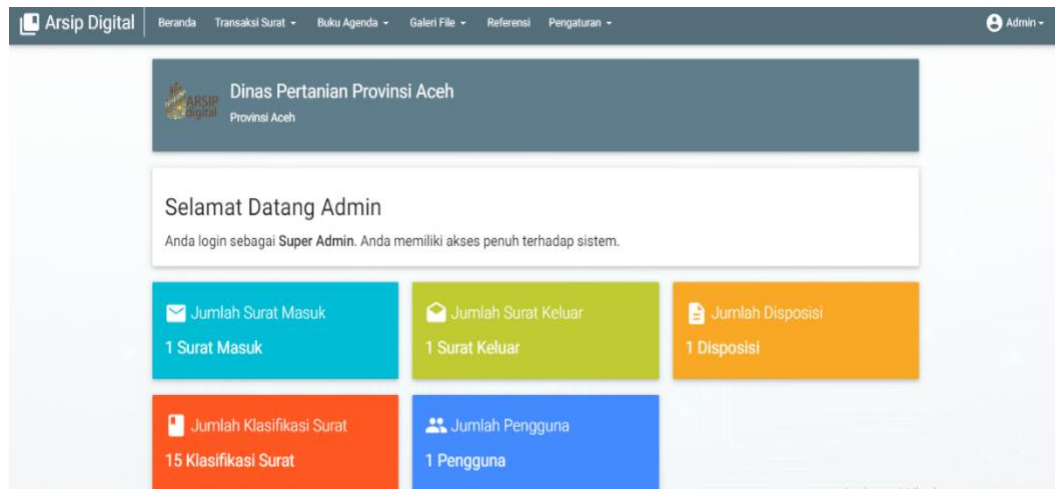 Arsip Digital Beranda Transaksi Surat Buku Agenda Galeri File Referensi Pengaturan Admin
ARSIP
digital
Dinas Pertanian Provinsi Aceh
Provinsi Aceh
Selamat Datang Admin
Anda login sebagai Super Admin. Anda memiliki akses penuh terhadap sistem.
Jumlah Surat Masuk
1 Surat Masuk
Jumlah Surat Keluar
1 Surat Keluar
Jumlah Disposisi
1 Disposisi
Jumlah Klasifikasi Surat
15 Klasifikasi Surat
Jumlah Pengguna
1 Pengguna